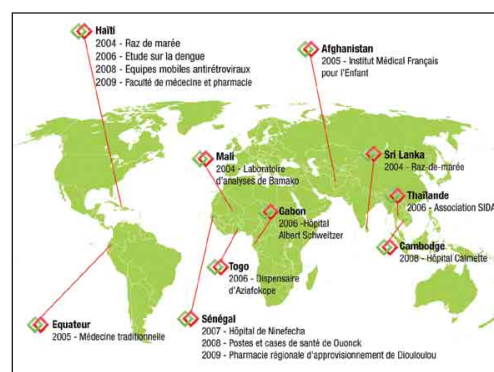 Haïti
2004 - Raz de marée
2006 - Etude sur la dengue
2008 - Equipes mobiles antirétroviraux
2009 - Faculté de médecine et pharmacie
Afghanistan
2005 - Institut Médical Français
pour l'Enfant
Mali
2004 - Laboratoire
d'analyses de Bamako
Sri Lanka
2004 - Raz-de-marée
Thaïlande
2006 - Association SIDA
Gabon
2006 -Hôpital
Albert Schweitzer
Cambodge
2008 - Hôpital Calmette
Togo
2006 - Dispensaire
d'Aziafokope
Equateur
2005 - Médecine traditionnelle
Sénégal
2007 - Hôpital de Ninefecha
2008 - Postes et cases de santé de Ouonck
2009 - Pharmacie régionale d'approvisionnement de Diouloulou